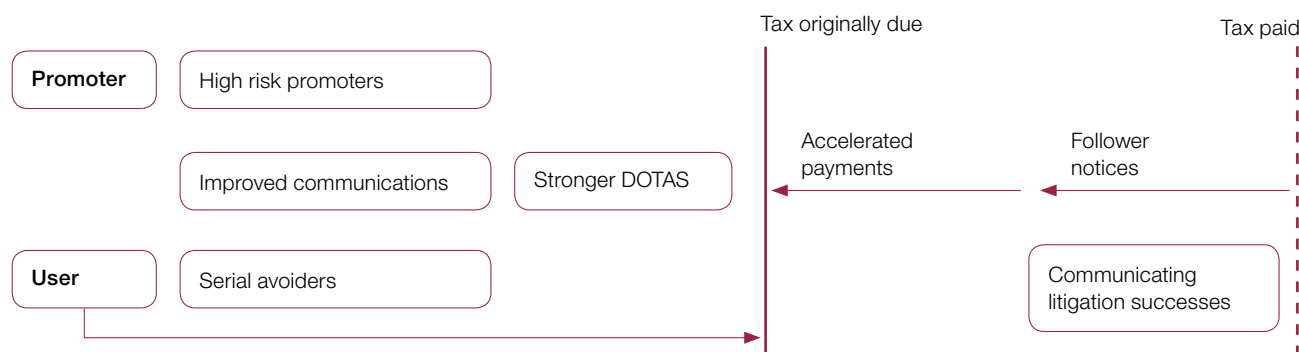 Tax originally due
Tax paid
Promoter
High risk promoters
Accelerated
payments
Follower
notices
Improved communications
Stronger DOTAS
User
Serial avoiders
Communicating
litigation successes